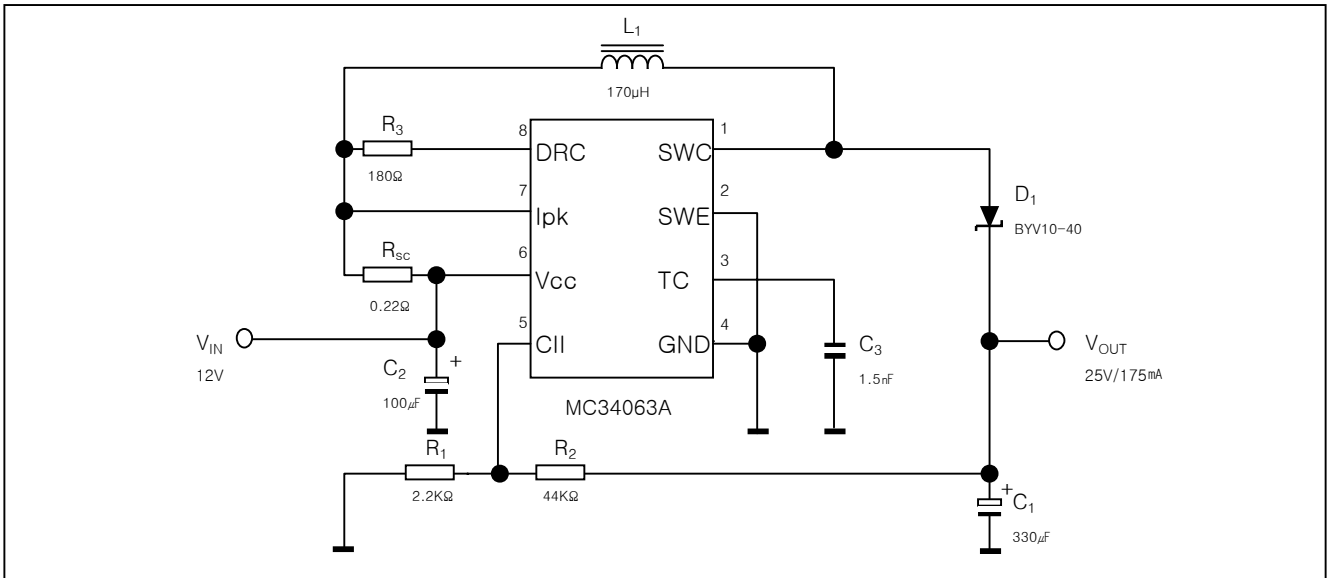 L1
170μH
R3
180Ω
8
DRC
SWC
1
7
Ipk
SWE
2
D1
BYV10-40
Rsc
0.22Ω
6
Vcc
TC
3
5
CII
GND
4
VIN
12V
C2
+
100μF
C3
1.5nF
VOUT
25V/175mA
MC34063A
R1
2.2KΩ
R2
44KΩ
+
C1
330μF